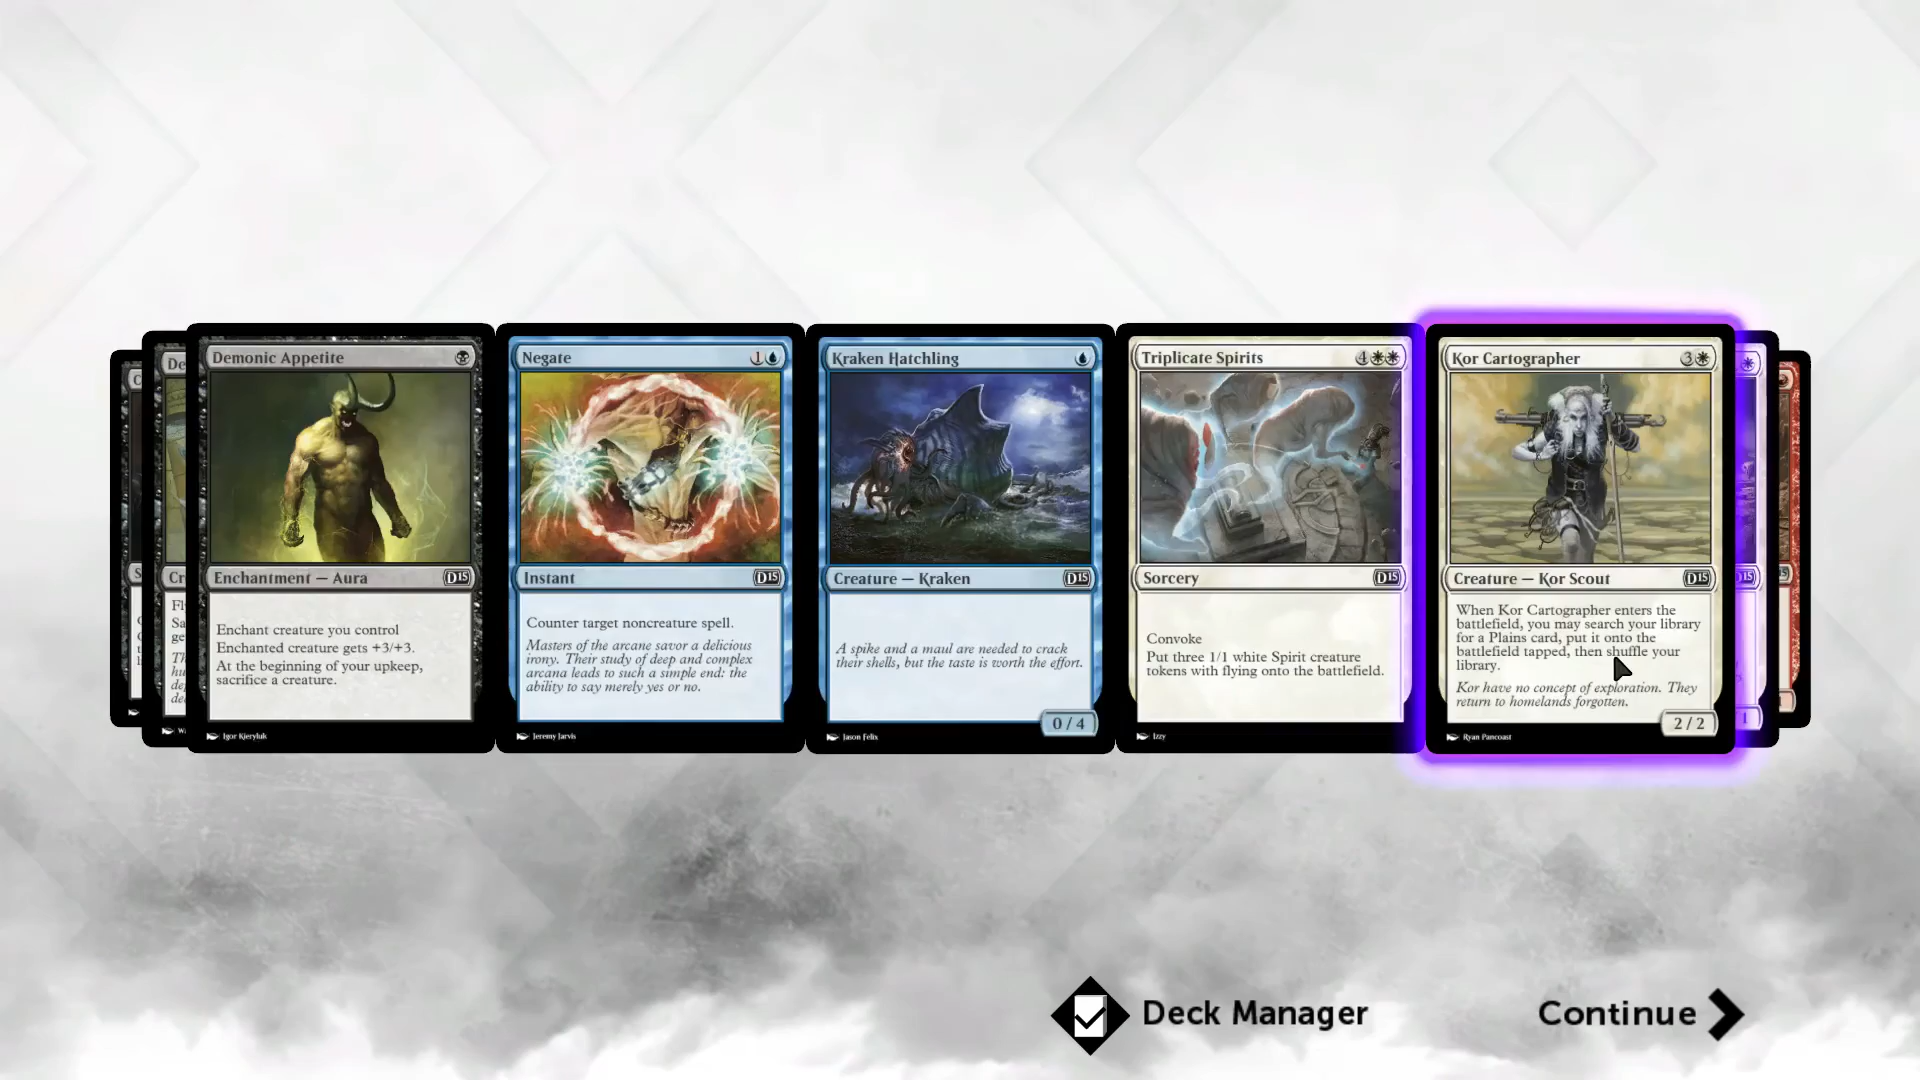 Demonic Appetite
Enchantment — Aura
D15
Enchant creature you control
Enchanted creature gets +3/+3.
At the beginning of your upkeep,
sacrifice a creature.
Igor Kieryluk
Negate
1
Instant
D15
Counter target noncreature spell.
Masters of the arcane savor a delicious
irony. Their study of deep and complex
arcana leads to such a simple end: the
ability to say merely yes or no.
Jeremy Jarvis
Kraken Hatchling
Creature — Kraken
D15
A spike and a maul are needed to crack
their shells, but the taste is worth the effort.
0/4
Jason Felix
Triplicate Spirits
4
Sorcery
D15
Convoke
Put three 1/1 white Spirit creature
tokens with flying onto the battlefield.
Izzy
Kor Cartographer
3
Creature — Kor Scout
D15
When Kor Cartographer enters the
battlefield, you may search your library
for a Plains card, put it onto the
battlefield tapped, then shuffle your
library.
Kor have no concept of exploration. They
return to homelands forgotten.
2/2
Ryan Pancoast
Deck Manager
Continue